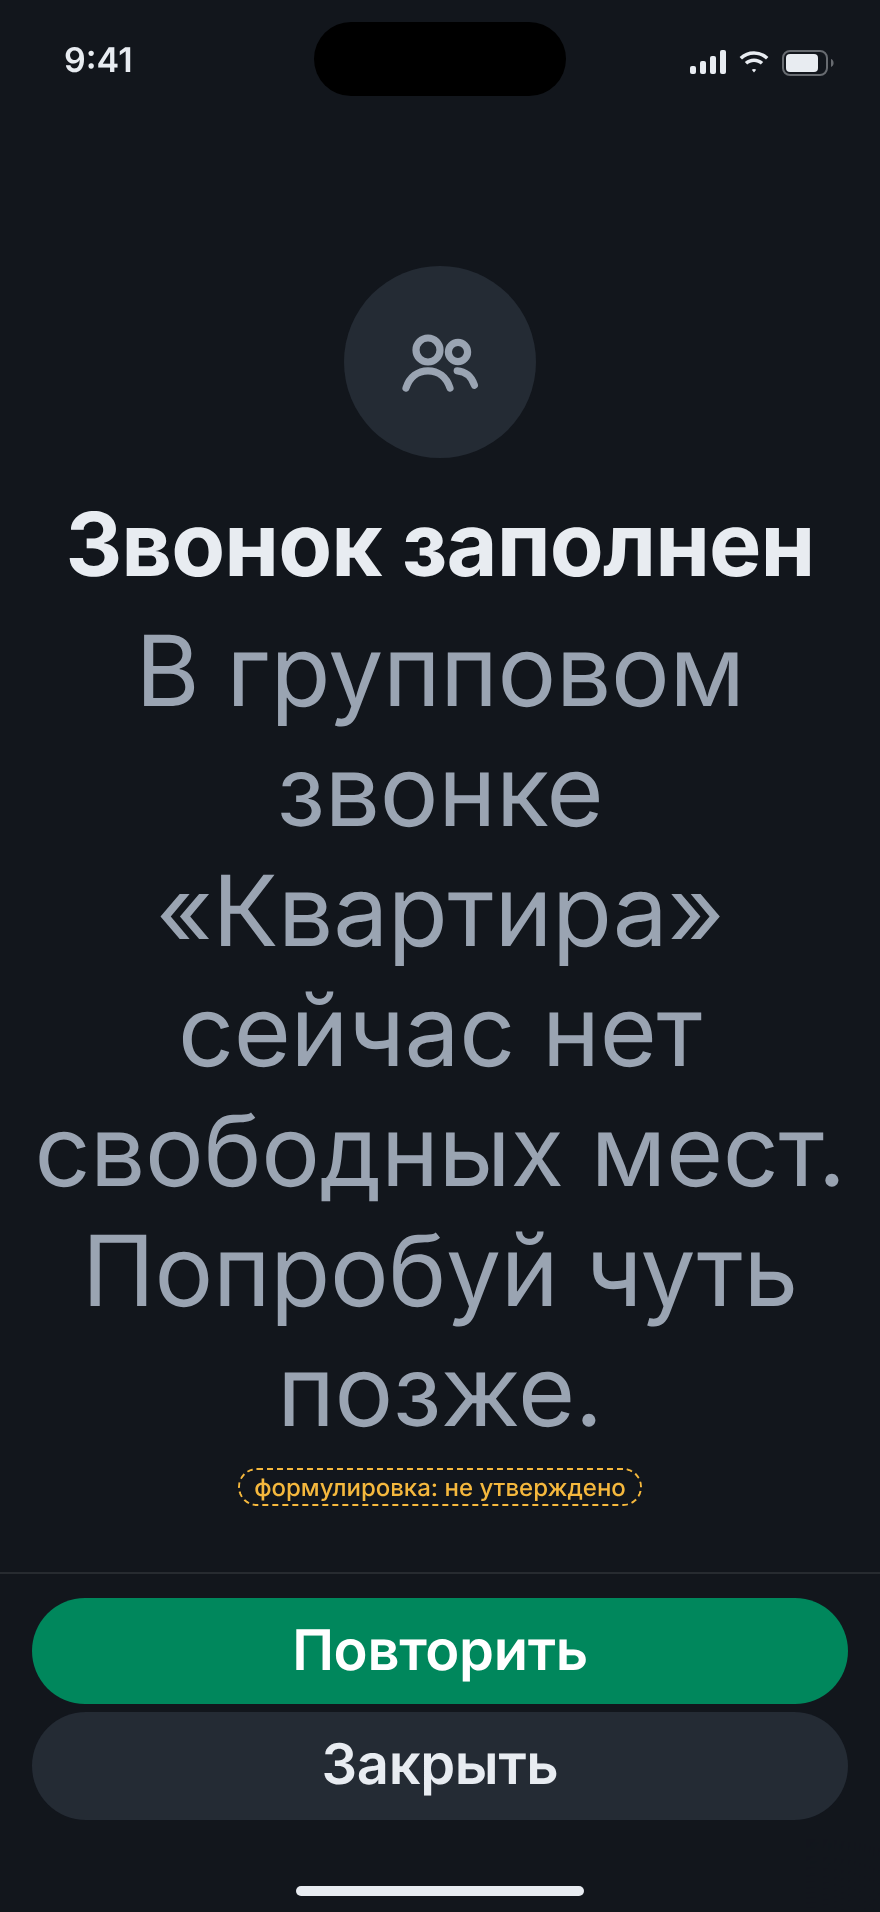 9:41
Звонок заполнен
В групповом
звонке
«Квартира»
сейчас нет
свободных мест.
Попробуй чуть
позже.
формулировка: не утверждено
Повторить
Закрыть